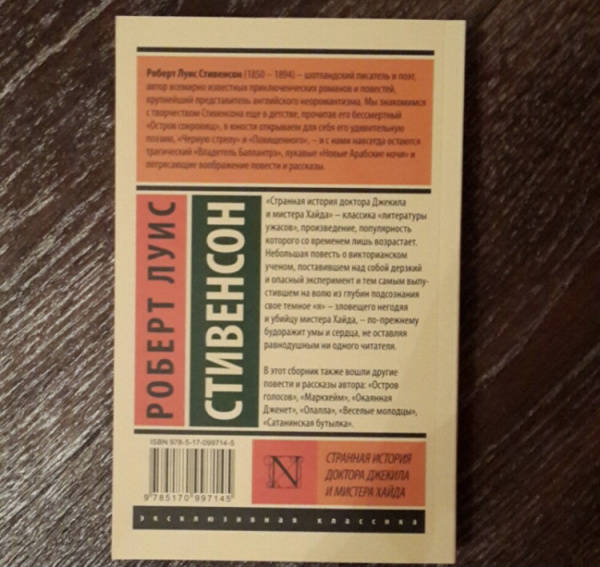 Роберт Луис Стивенсон (1850 – 1894) – шотландский писатель и поэт,
автор всемирно известных приключенческих романов и повестей,
крупнейший представитель английского неоромантизма. Мы знакомимся
с творчеством Стивенсона еще в детстве, прочитав его бессмертный
«Остров сокровищ», в юности открываем для себя его удивительную
поэзию, «Черную стрелу» и «Похищенного», – и с нами навсегда остаются
трагический «Владетель Баллантрэ», лукавые «Новые Арабские ночи» и
потрясающие воображение повести и рассказы.
РОБЕРТ ЛУИС
СТИВЕНСОН
«Странная история доктора Джекила
и мистера Хайда» – классика «литературы
ужасов», произведение, популярность
которого со временем лишь возрастает.
Небольшая повесть о викторианском
ученом, поставившем над собой дерзкий
и опасный эксперимент и тем самым выпу-
стившем на волю из глубин подсознания
свое темное «я» – зловещего негодяя
и убийцу мистера Хайда, – по-прежнему
будоражит умы и сердца, не оставляя
равнодушным ни одного читателя.
В этот сборник также вошли другие
повести и рассказы автора: «Остров
голосов», «Маркхейм», «Окаянная
Дженет», «Олалла», «Веселые молодцы»,
«Сатанинская бутылка».
ISBN 978-5-17-099714-5
9 785170 997145
N
СТРАННАЯ ИСТОРИЯ
ДОКТОРА ДЖЕКИЛА
И МИСТЕРА ХАЙДА
эксклюзивная классика